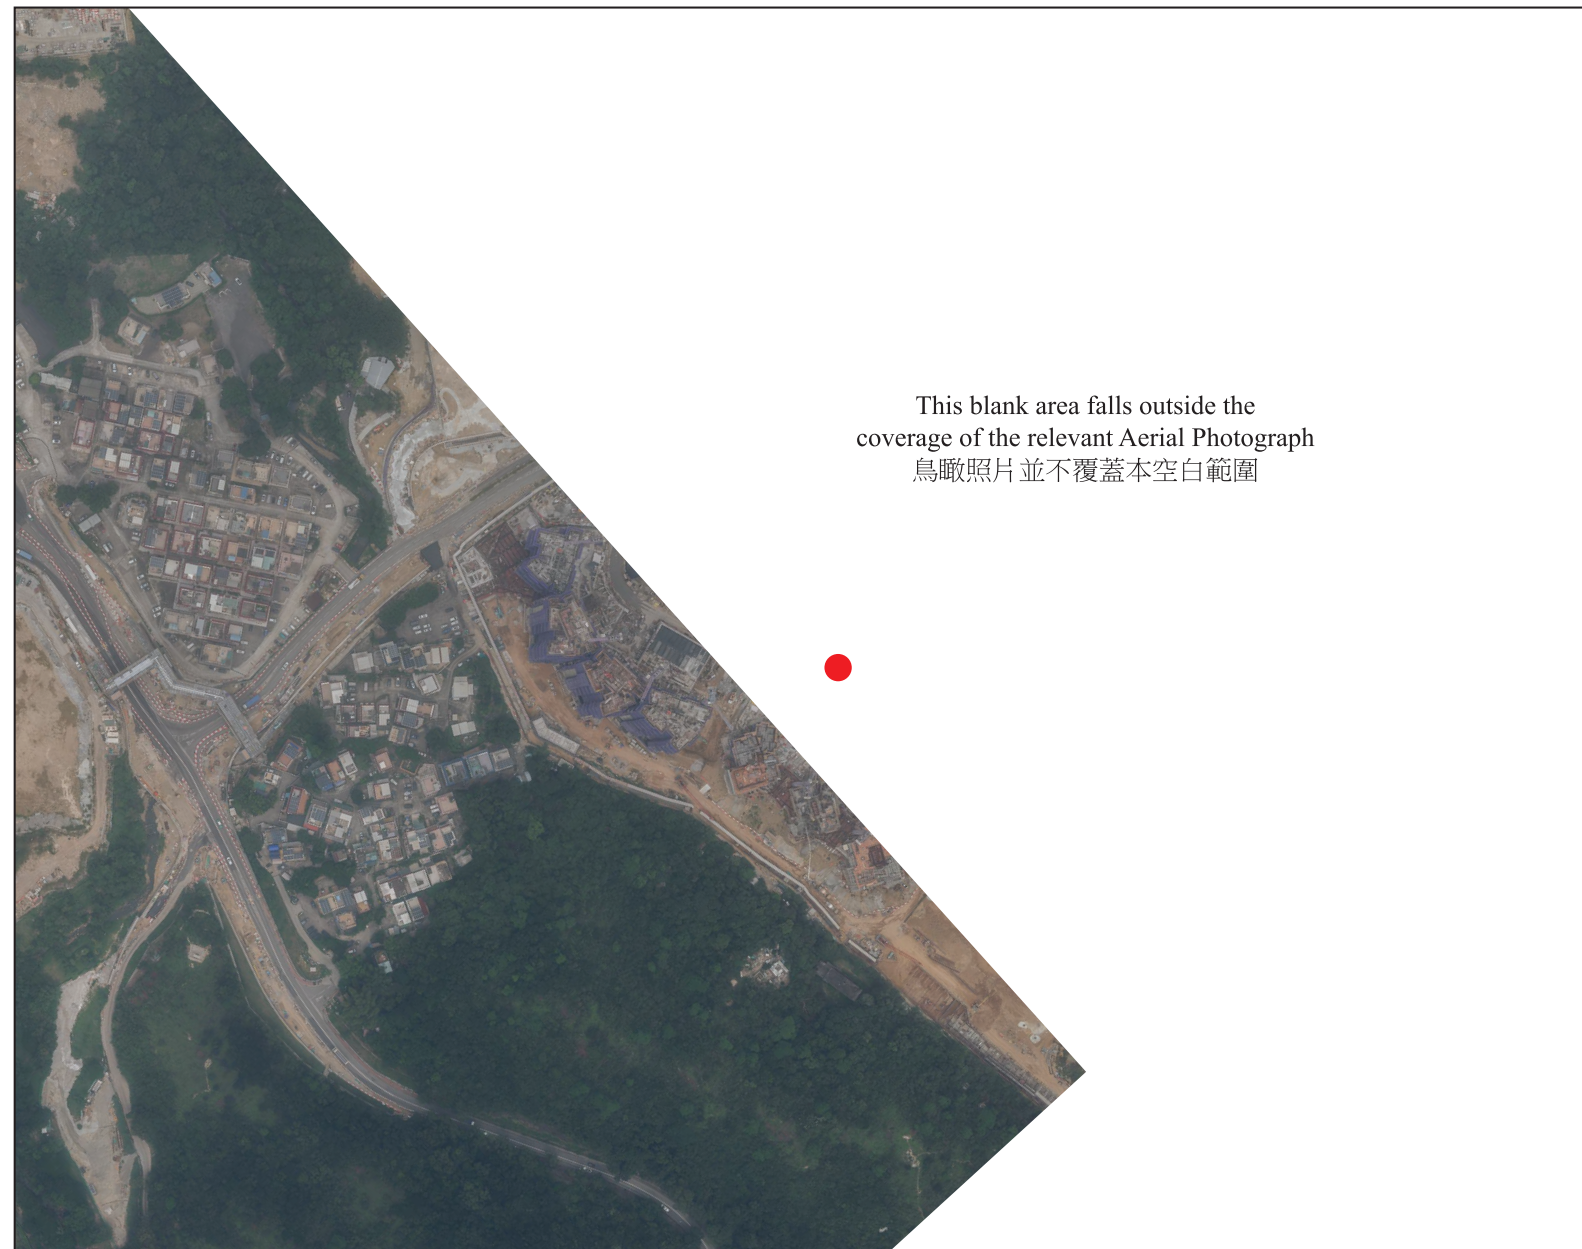 This blank area falls outside the
coverage of the relevant Aerial Photograph
鳥瞰照片並不覆蓋本空白範圍